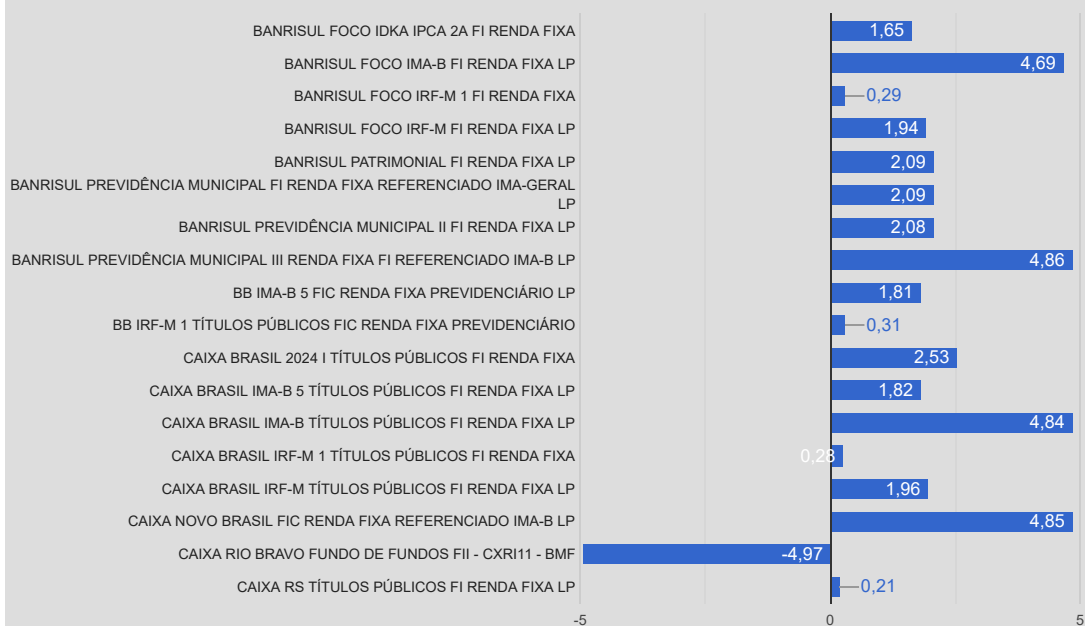 BANRISUL FOCO IDKA IPCA 2A FI RENDA FIXA 1,65
BANRISUL FOCO IMA-B FI RENDA FIXA LP 4,69
BANRISUL FOCO IRF-M 1 FI RENDA FIXA 0,29
BANRISUL FOCO IRF-M FI RENDA FIXA LP 1,94
BANRISUL PATRIMONIAL FI RENDA FIXA LP 2,09
BANRISUL PREVIDÊNCIA MUNICIPAL FI RENDA FIXA REFERENCIADO IMA-GERAL
LP 2,09
BANRISUL PREVIDÊNCIA MUNICIPAL II FI RENDA FIXA LP 2,08
BANRISUL PREVIDÊNCIA MUNICIPAL III RENDA FIXA FI REFERENCIADO IMA-B LP 4,86
BB IMA-B 5 FIC RENDA FIXA PREVIDENCIÁRIO LP 1,81
BB IRF-M 1 TÍTULOS PÚBLICOS FIC RENDA FIXA PREVIDENCIÁRIO 0,31
CAIXA BRASIL 2024 I TÍTULOS PÚBLICOS FI RENDA FIXA 2,53
CAIXA BRASIL IMA-B 5 TÍTULOS PÚBLICOS FI RENDA FIXA LP 1,82
CAIXA BRASIL IMA-B TÍTULOS PÚBLICOS FI RENDA FIXA LP 4,84
CAIXA BRASIL IRF-M 1 TÍTULOS PÚBLICOS FI RENDA FIXA 0,28
CAIXA BRASIL IRF-M TÍTULOS PÚBLICOS FI RENDA FIXA LP 1,96
CAIXA NOVO BRASIL FIC RENDA FIXA REFERENCIADO IMA-B LP 4,85
CAIXA RIO BRAVO FUNDO DE FUNDOS FII - CXRI11 - BMF -4,97
CAIXA RS TÍTULOS PÚBLICOS FI RENDA FIXA LP 0,21
-5 0 5